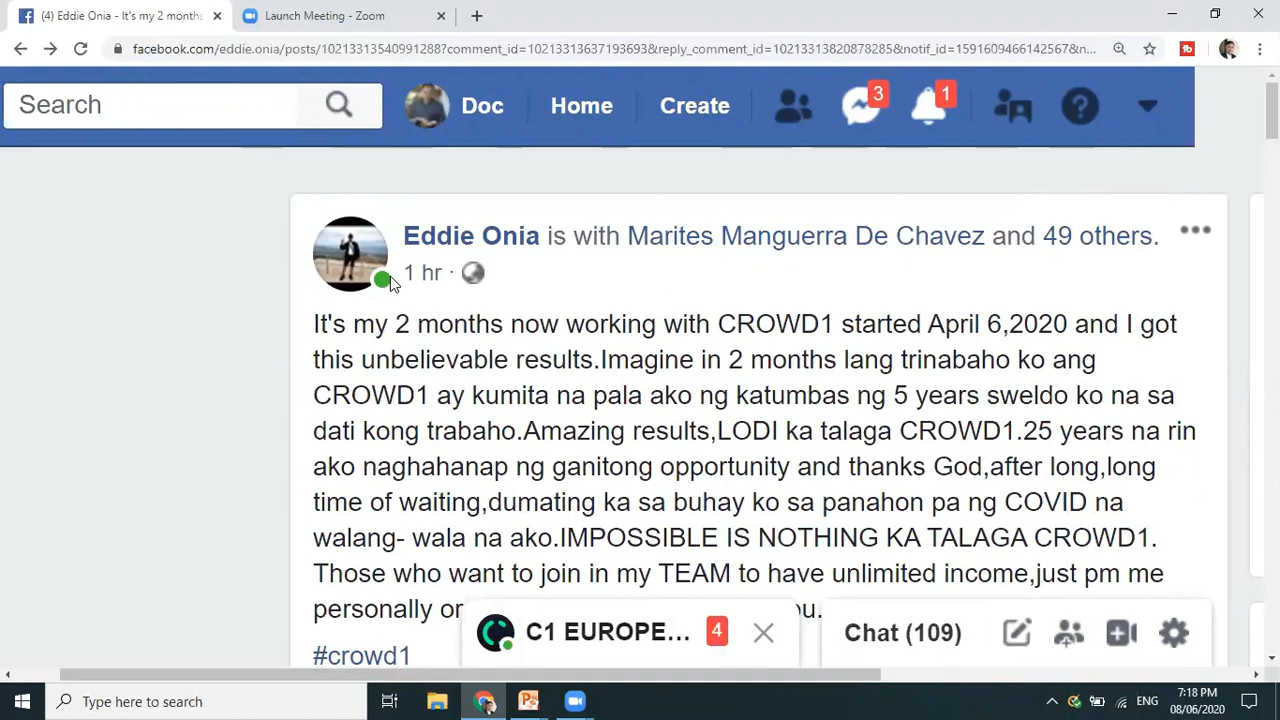 (4) Eddie Onia - It's my 2 months
Launch Meeting - Zoom
facebook.com/eddie.onia/posts/10213313540991288?comment_id=10213313637193693&reply_comment_id=10213313820878285&notif_id=1591609466142567&n...
Search
Doc
Home
Create
3
1
Eddie Onia is with Marites Manguerra De Chavez and 49 others.
1 hr ·
It's my 2 months now working with CROWD1 started April 6,2020 and I got
this unbelievable results.Imagine in 2 months lang trinabaho ko ang
CROWD1 ay kumita na pala ako ng katumbas ng 5 years sweldo ko na sa
dati kong trabaho.Amazing results,LODI ka talaga CROWD1.25 years na rin
ako naghahanap ng ganitong opportunity and thanks God,after long,long
time of waiting,dumating ka sa buhay ko sa panahon pa ng COVID na
walang- wala na ako.IMPOSSIBLE IS NOTHING KA TALAGA CROWD1.
Those who want to join in my TEAM to have unlimited income,just pm me
personally or
#crowd1
C1 EUROPE...
4
Chat (109)
Type here to search
ENG
7:18 PM
08/06/2020